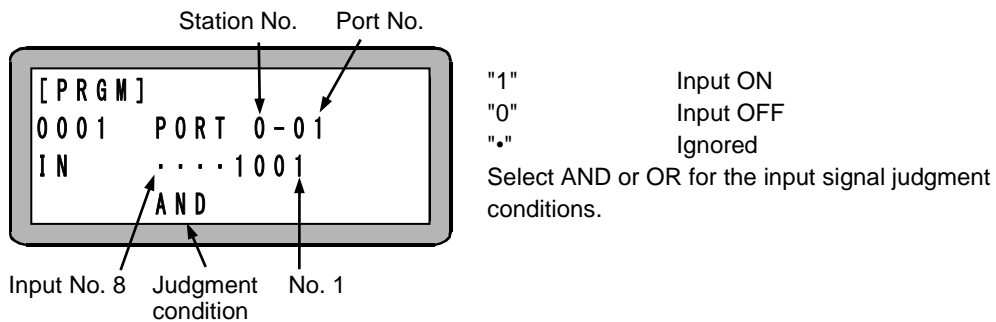 Station No. Port No.
[PRGM]
0001 PORT 0-01
IN ････1001
AND
Input No. 8 Judgment condition No. 1
"1" Input ON
"0" Input OFF
"•" Ignored
Select AND or OR for the input signal judgment
conditions.